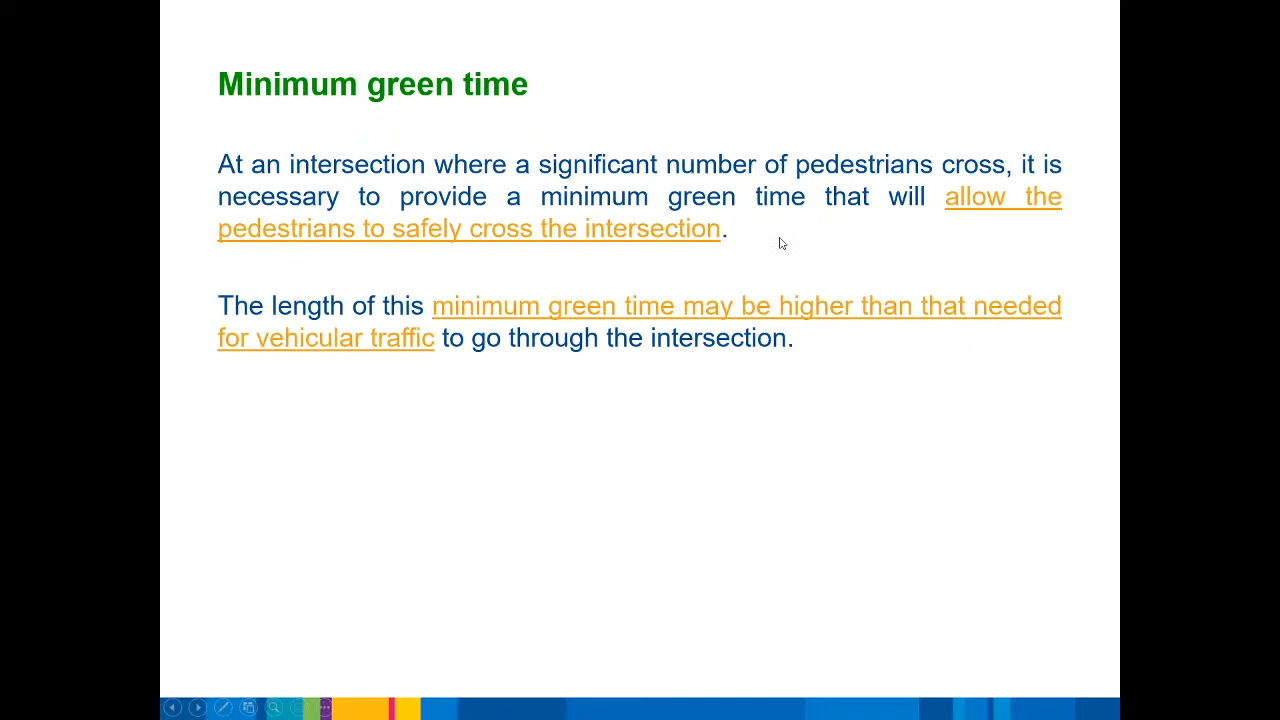 Minimum green time
At an intersection where a significant number of pedestrians cross, it is
necessary to provide a minimum green time that will allow the
pedestrians to safely cross the intersection.
The length of this minimum green time may be higher than that needed
for vehicular traffic to go through the intersection.